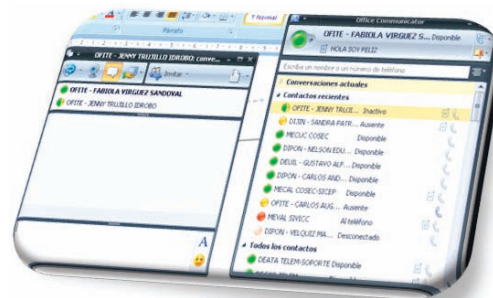 1 Normal
Párrafo
OFITE - JENNY TRUJILLO IDROBO: conve...
Invitar
OFITE - FABIOLA VIRGUEZ SANDOVAL
OFITE - JENNY TRUJILLO IDROBO
A
Office Communicator
OFITE - FABIOLA VIRGUEZ S... Disponible
HOLA SOY FELIZ
Escriba un nombre o un número de teléfono
Conversaciones actuales
Contactos recientes
OFITE - JENNY TRUJI... Inactivo
DIJIN - SANDRA PATR... Ausente
MECUC COSEC Disponible
DIPON - NELSON EDU... Disponible
DEUIL - GUSTAVO ALF... Disponible
DIPON - CARLOS AND... Disponible
MECAL COSEC-SICEP Disponible
OFITE - CARLOS AUG... Ausente
MEVAL SIVICC Al teléfono
DIPON - VELQUIZ MA... Desconectado
Todos los contactos
DEATA TELEM-SOPORTE Disponible